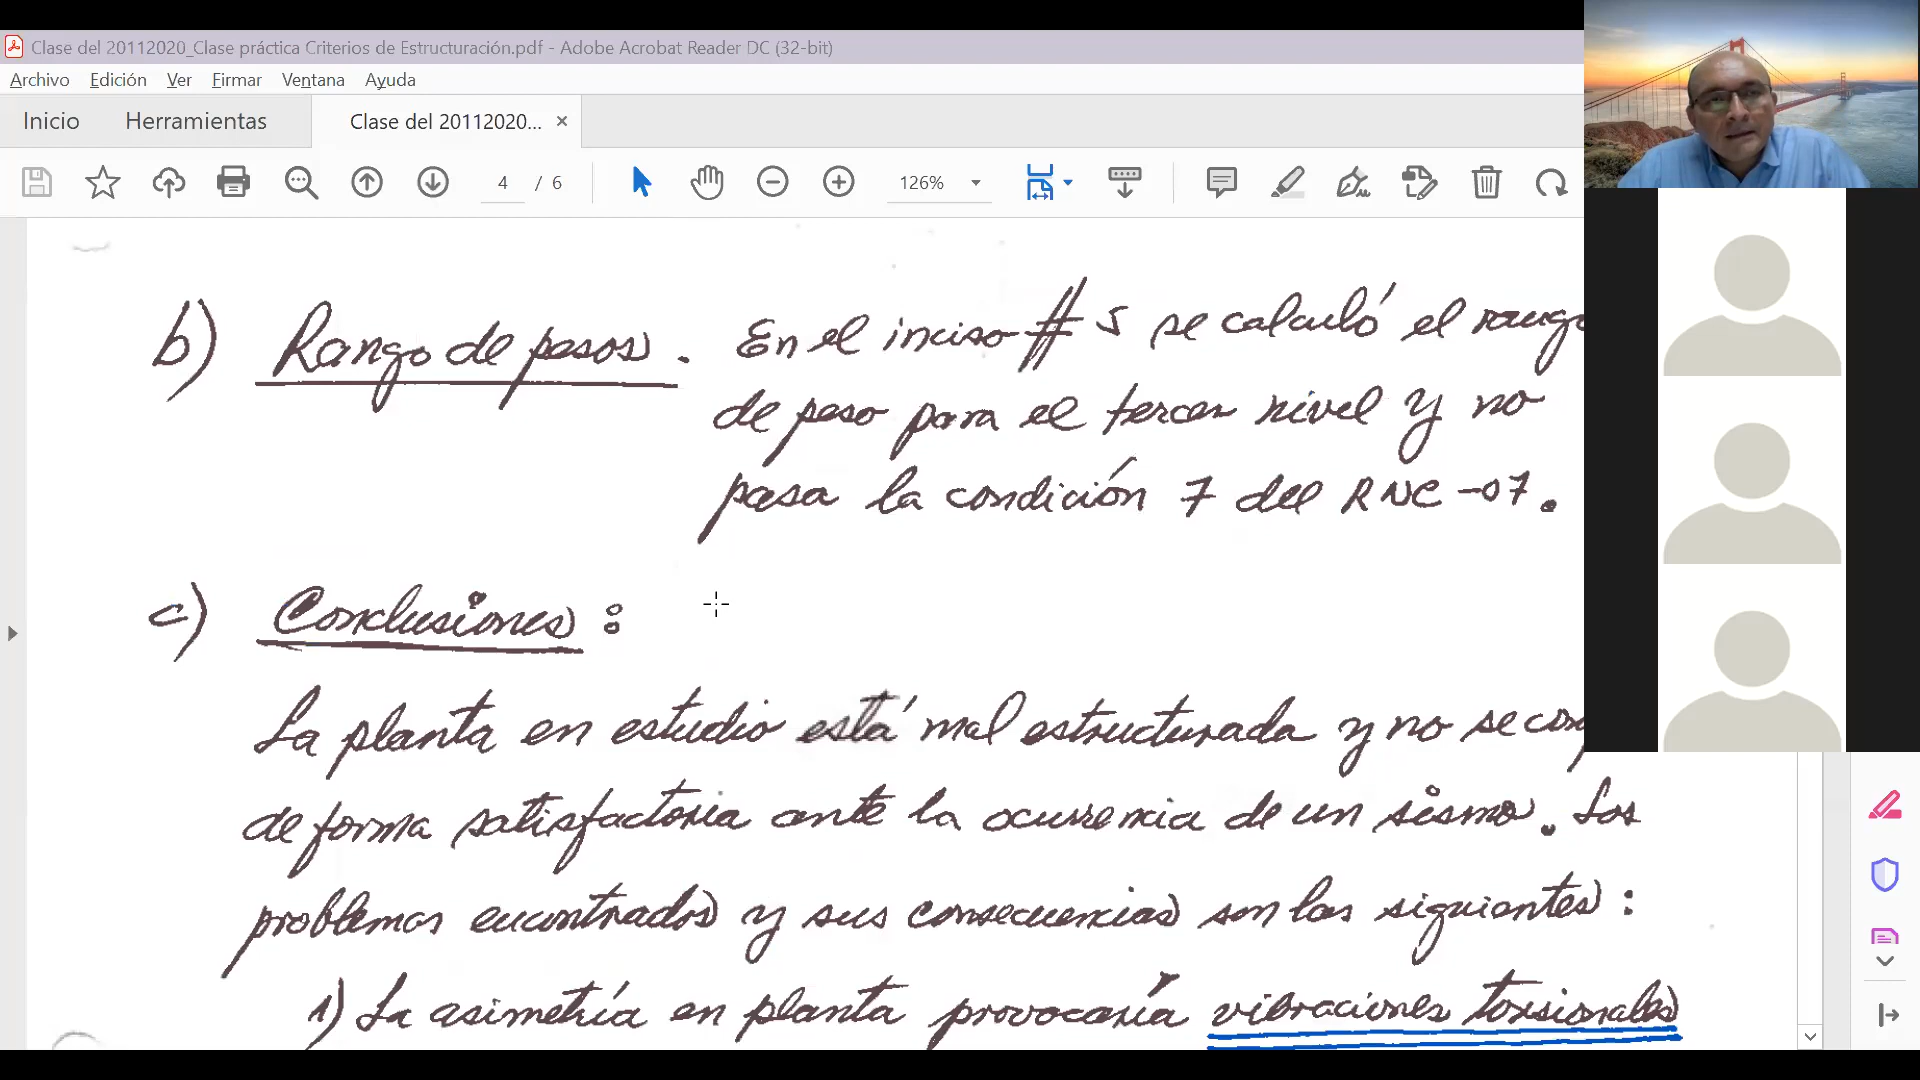 Clase del 20112020_Clase práctica Criterios de Estructuración.pdf - Adobe Acrobat Reader DC (32-bit)
Archivo Edición Ver Firmar Ventana Ayuda
Inicio Herramientas Clase del 20112020... ×
4 / 6 126%
b) Rango de pesos. En el inciso # 5 se calculó el rango
de peso para el tercer nivel y no
pasa la condición 7 del RNC-07.
c) Conclusiones:
La planta en estudio está mal estructurada y no se
de forma satisfactoria ante la ocurrencia de un sismo. Los
problemas encontrados y sus consecuencias son las siguientes:
1) La asimetría en planta provocaría vibraciones torsionales